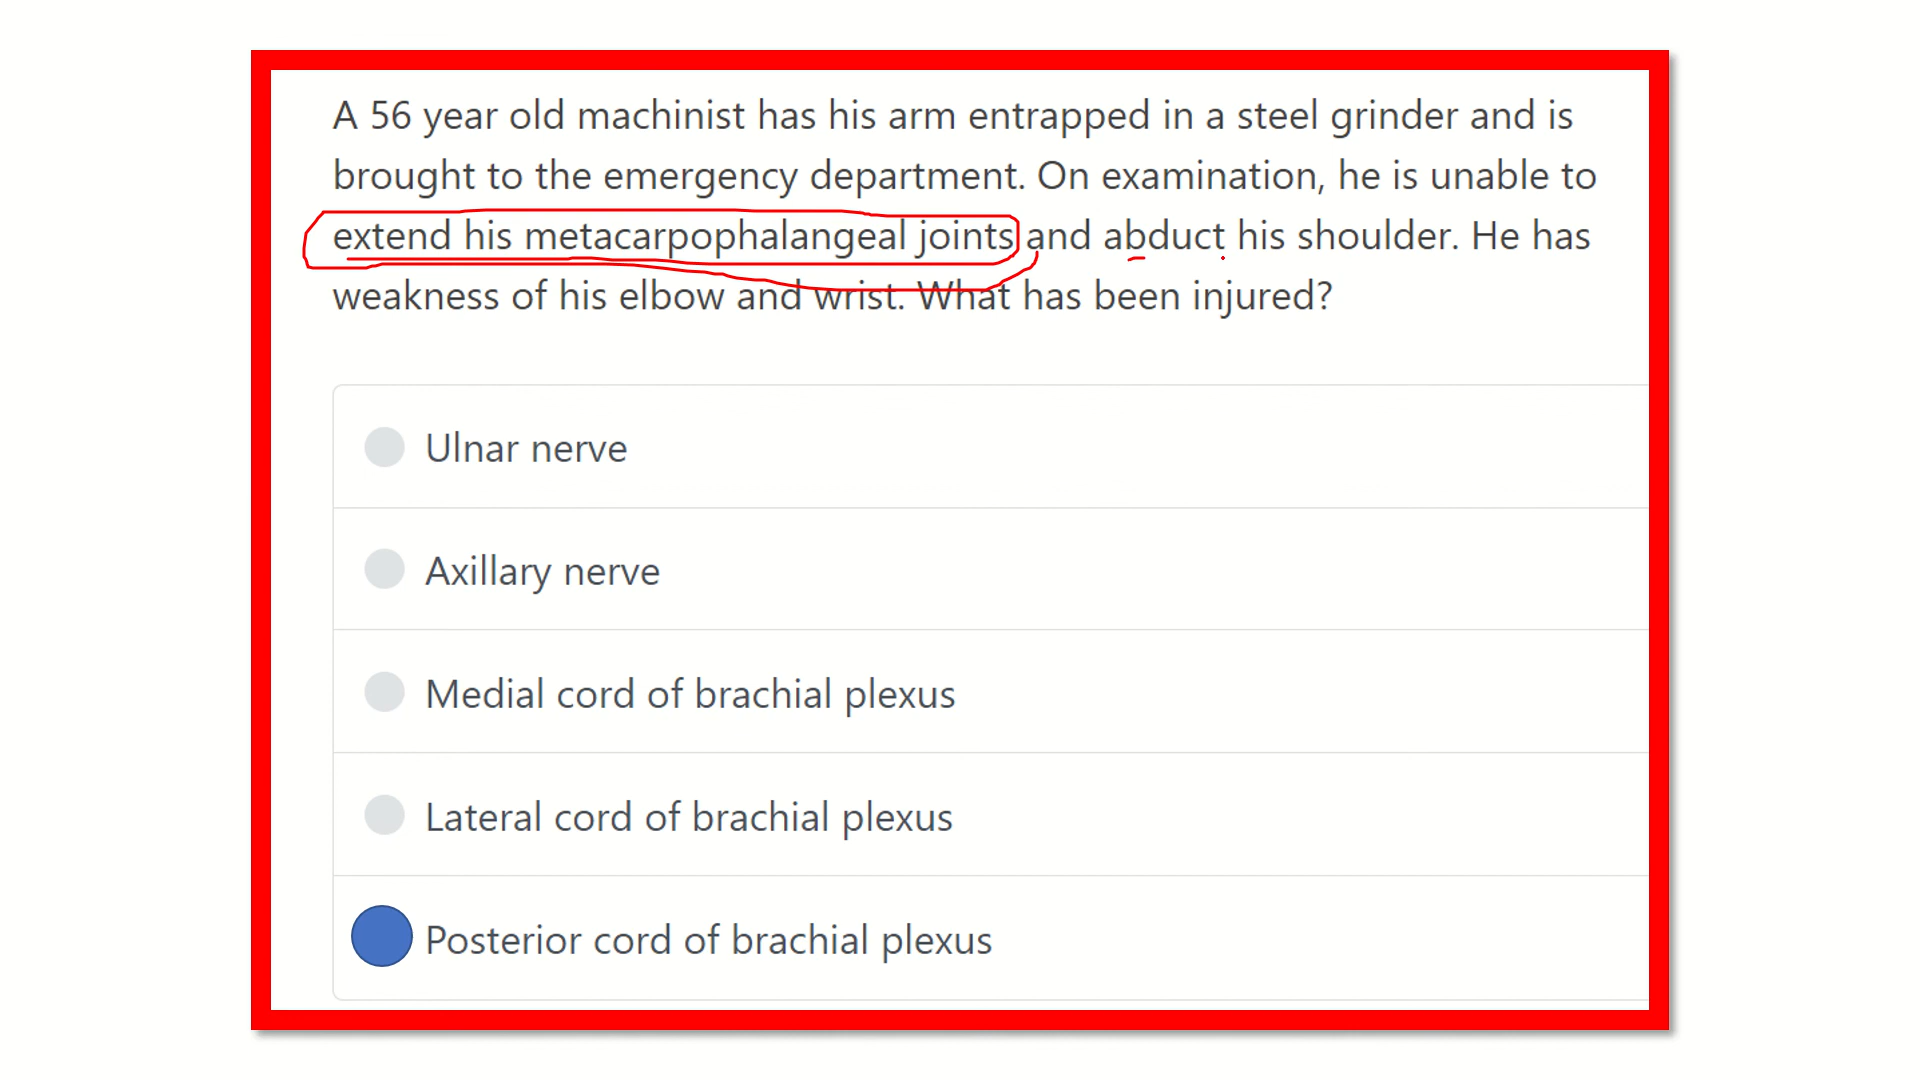 A 56 year old machinist has his arm entrapped in a steel grinder and is
brought to the emergency department. On examination, he is unable to
extend his metacarpophalangeal joints and abduct his shoulder. He has
weakness of his elbow and wrist. What has been injured?
Ulnar nerve
Axillary nerve
Medial cord of brachial plexus
Lateral cord of brachial plexus
Posterior cord of brachial plexus